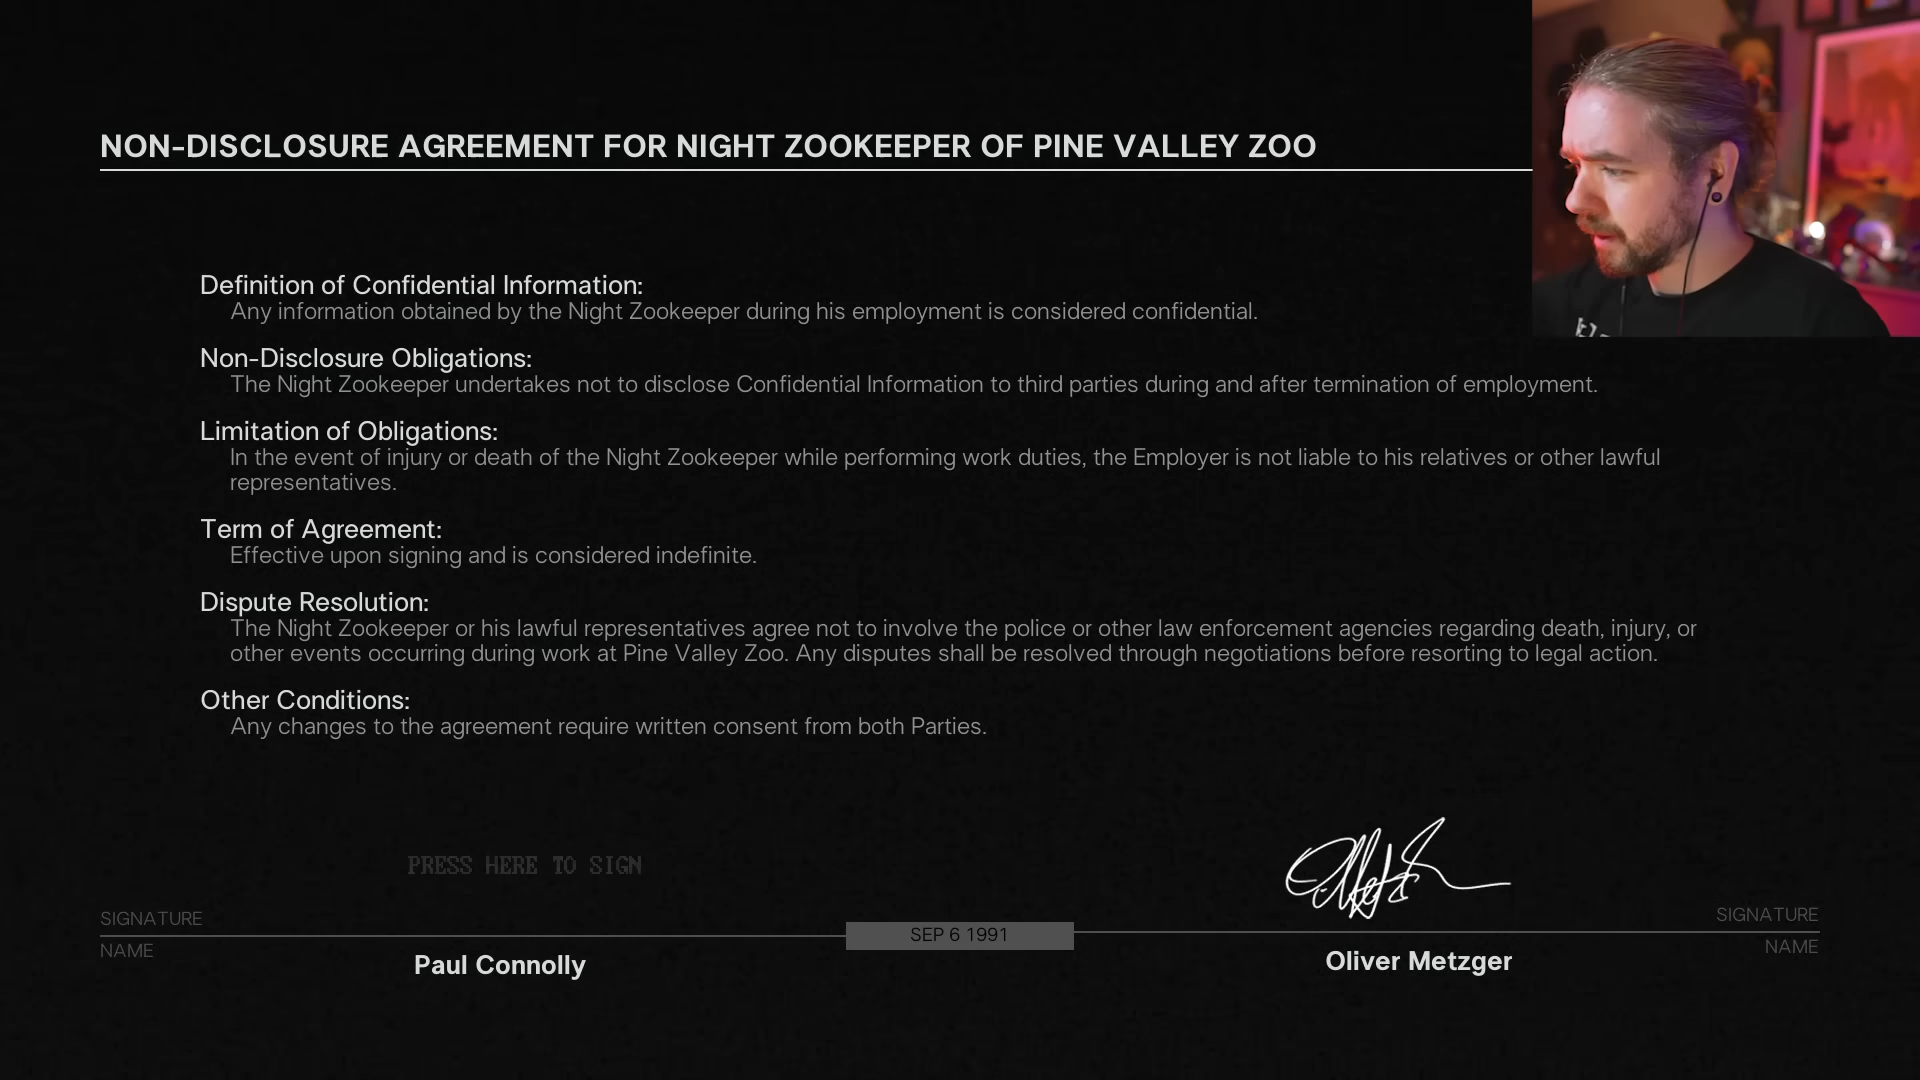 NON-DISCLOSURE AGREEMENT FOR NIGHT ZOOKEEPER OF PINE VALLEY ZOO
Definition of Confidential Information:
Any information obtained by the Night Zookeeper during his employment is considered confidential.
Non-Disclosure Obligations:
The Night Zookeeper undertakes not to disclose Confidential Information to third parties during and after termination of employment.
Limitation of Obligations:
In the event of injury or death of the Night Zookeeper while performing work duties, the Employer is not liable to his relatives or other lawful
representatives.
Term of Agreement:
Effective upon signing and is considered indefinite.
Dispute Resolution:
The Night Zookeeper or his lawful representatives agree not to involve the police or other law enforcement agencies regarding death, injury, or
other events occurring during work at Pine Valley Zoo. Any disputes shall be resolved through negotiations before resorting to legal action.
Other Conditions:
Any changes to the agreement require written consent from both Parties.
PRESS HERE TO SIGN
SIGNATURE
NAME
Paul Connolly
SEP 6 1991
SIGNATURE
NAME
Oliver Metzger